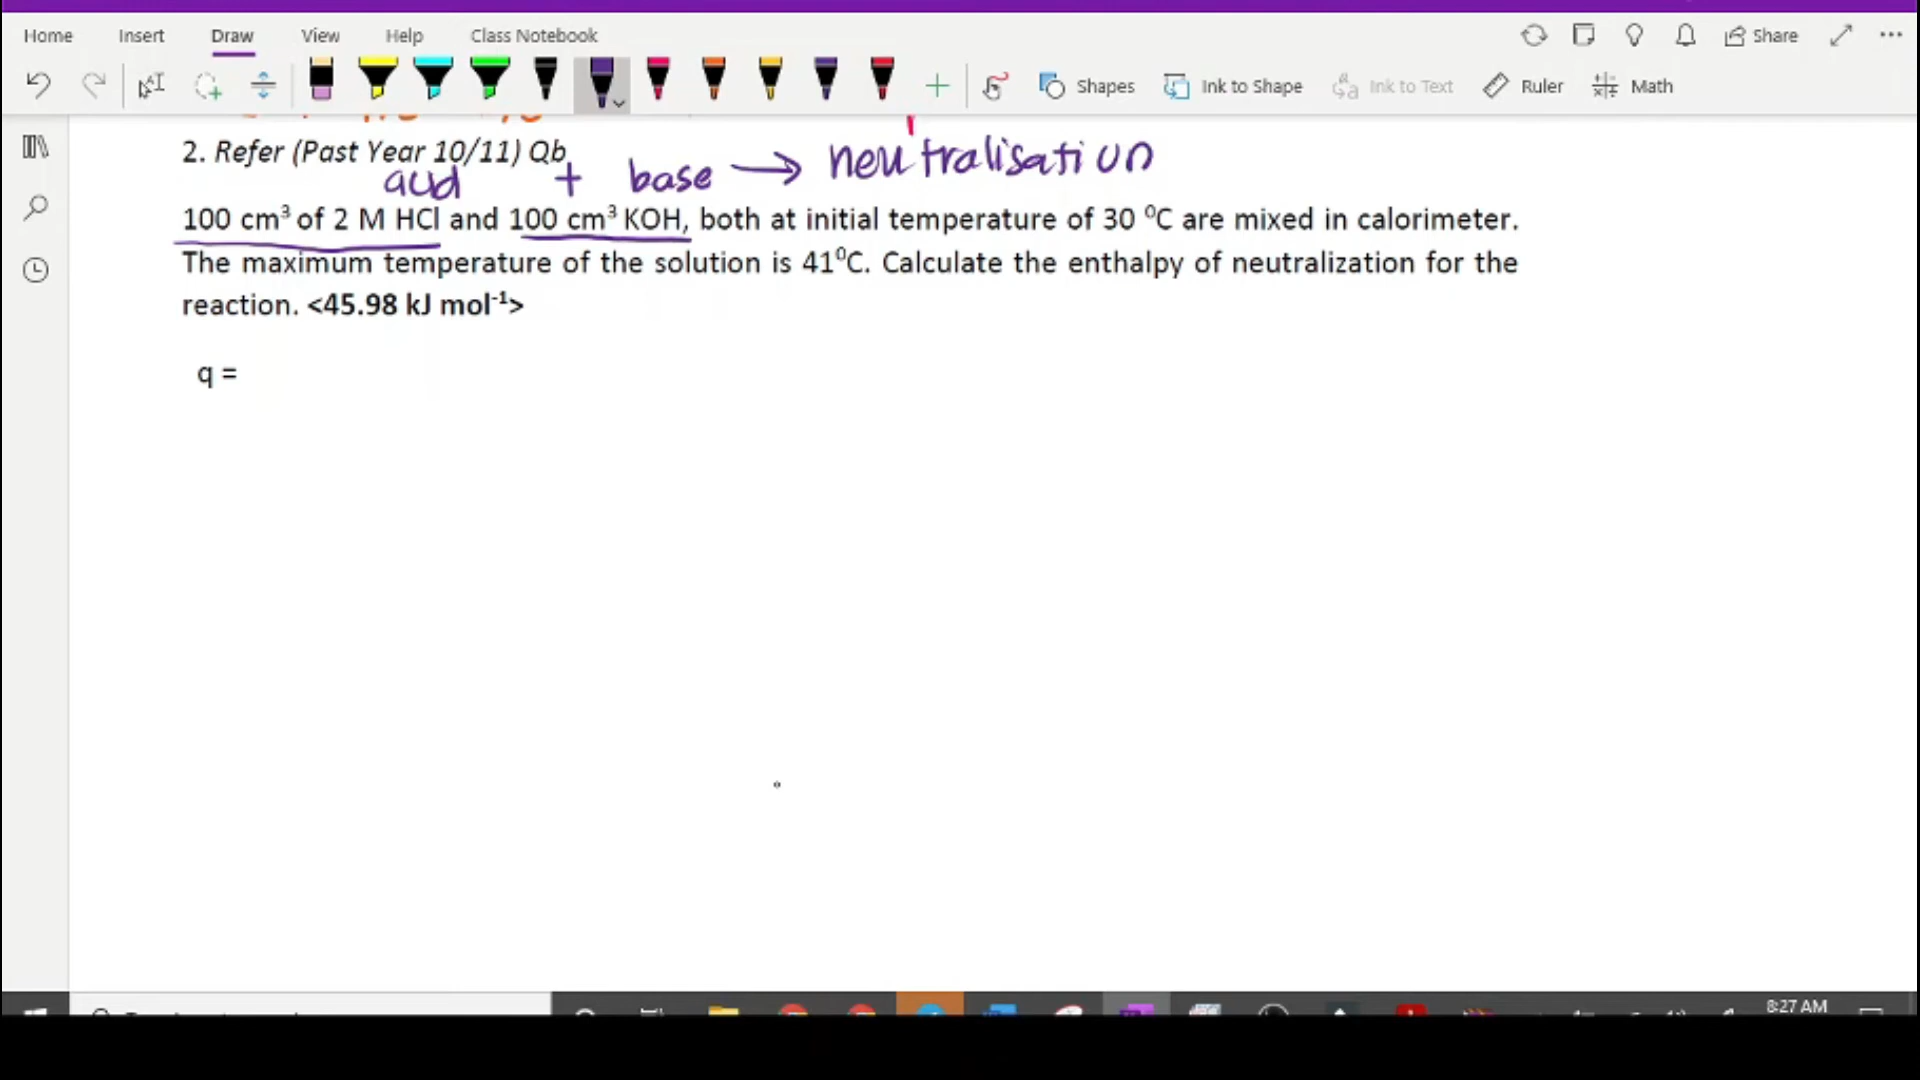 Home Insert Draw View Help Class Notebook Share
Shapes Ink to Shape Ink to Text Ruler Math
2. Refer (Past Year 10/11) Qb
acid + base → neutralisation
100 cm³ of 2 M HCl and 100 cm³ KOH, both at initial temperature of 30 ⁰C are mixed in calorimeter.
The maximum temperature of the solution is 41⁰C. Calculate the enthalpy of neutralization for the
reaction. <45.98 kJ mol⁻¹>
q =
8:27 AM